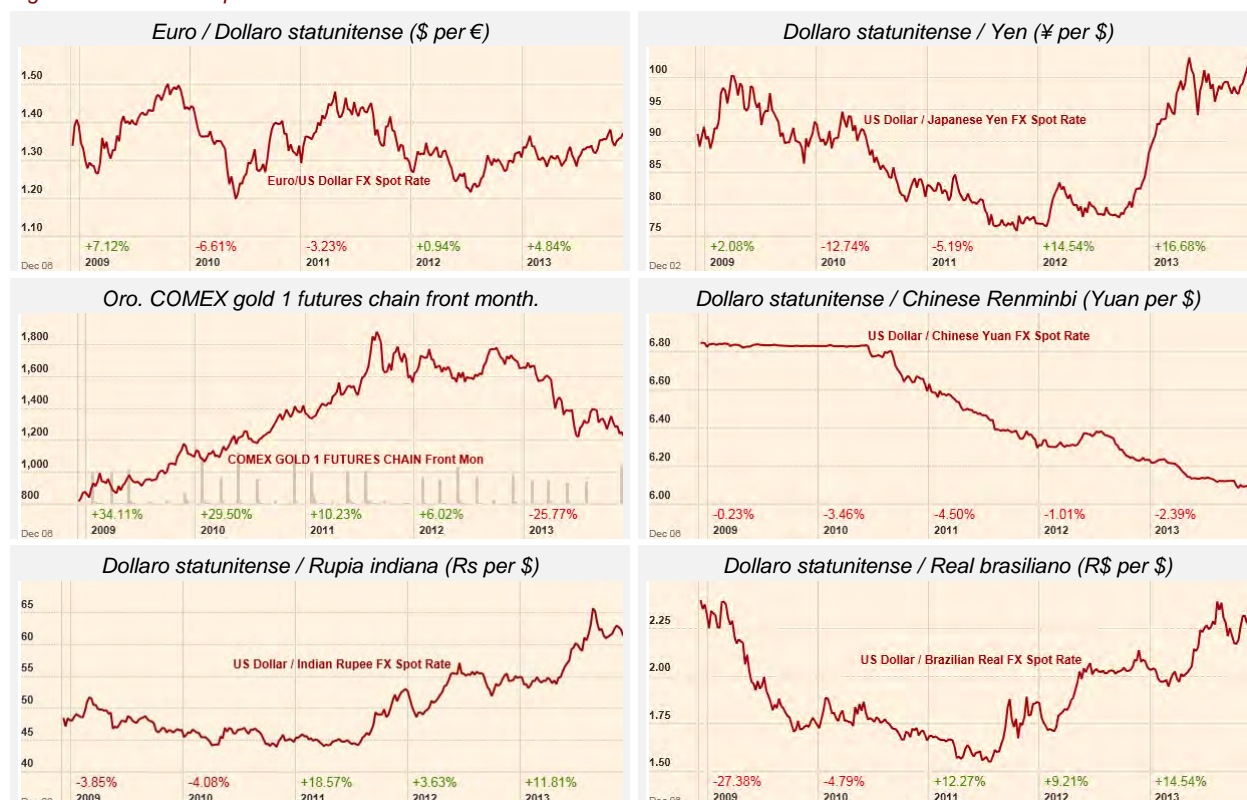 Euro / Dollaro statunitense ($ per €)
1.50
1.40
1.30
1.20
1.10
Euro/US Dollar FX Spot Rate
+7.12% -6.61% -3.23% +0.94% +4.84%
Dec 08 2009 2010 2011 2012 2013
Dollaro statunitense / Yen (¥ per $)
100
95
90
85
80
75
US Dollar / Japanese Yen FX Spot Rate
+2.08% -12.74% -5.19% +14.54% +16.68%
Dec 02 2009 2010 2011 2012 2013
Oro. COMEX gold 1 futures chain front month.
1,800
1,600
1,400
1,200
1,000
800
COMEX GOLD 1 FUTURES CHAIN Front Mon
+34.11% +29.50% +10.23% +6.02% -25.77%
Dec 08 2009 2010 2011 2012 2013
Dollaro statunitense / Chinese Renminbi (Yuan per $)
US Dollar / Chinese Yuan FX Spot Rate
6.80
6.60
6.40
6.20
6.00
-0.23% -3.46% -4.50% -1.01% -2.39%
Dec 08 2009 2010 2011 2012 2013
Dollaro statunitense / Rupia indiana (Rs per $)
65
60
55
50
45
40
US Dollar / Indian Rupee FX Spot Rate
-3.85% -4.08% +18.57% +3.63% +11.81%
2009 2010 2011 2012 2013
Dollaro statunitense / Real brasiliano (R$ per $)
2.25
2.00
1.75
1.50
US Dollar / Brazilian Real FX Spot Rate
-27.38% -4.79% +12.27% +9.21% +14.54%
Dec 08 2009 2010 2011 2012 2013